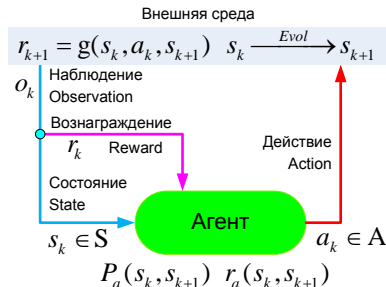 Внешняя среда
r_{k+1} = g(s_k, a_k, s_{k+1}) s_k \xrightarrow{Evol} s_{k+1}
o_k
Наблюдение
Observation
Вознаграждение
r_k Reward
Действие
Action
Состояние
State
Агент
s_k ∈ S
a_k ∈ A
P_a(s_k, s_{k+1}) r_a(s_k, s_{k+1})